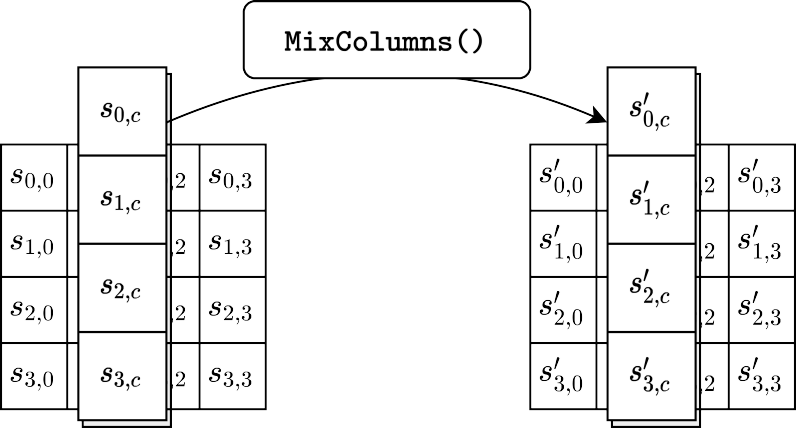 MixColumns()
s0,c s′0,c
s0,0 ,2 s0,3 s′0,0 ,2 s′0,3
s1,c s′1,c
s1,0 ,2 s1,3 s′1,0 ,2 s′1,3
s2,c s′2,c
s2,0 ,2 s2,3 s′2,0 ,2 s′2,3
s3,0 s3,c ,2 s3,3 s′3,0 s′3,c ,2 s′3,3